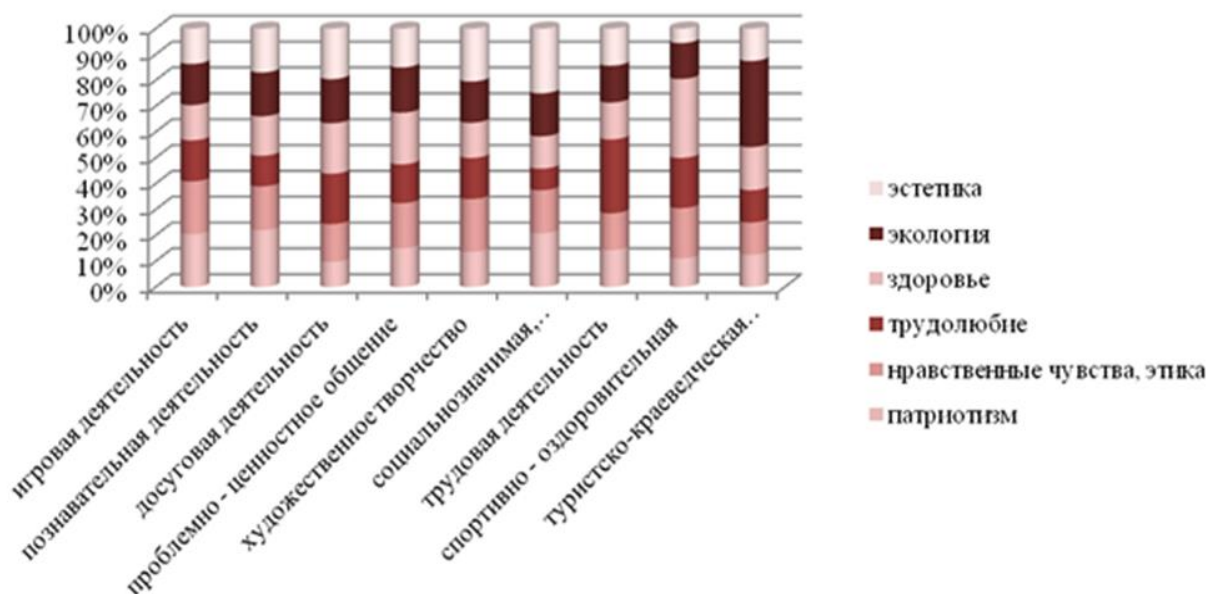 100%
90%
80%
70%
60%
50%
40%
30%
20%
10%
0%
игровая деятельность
познавательная деятельность
досуговая деятельность
проблемно - ценностное общение
художественное творчество
социальнозначимая,..
трудовая деятельность
спортивно - оздоровительная
туристско-краеведческая..
эстетика
экология
здоровье
трудолюбие
нравственные чувства, этика
патриотизм